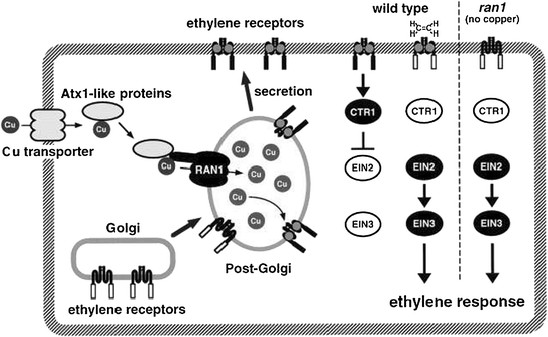 ethylene receptors
wild type
ran1
(no copper)
H H
C=C
H H
Atx1-like proteins
secretion
Cu
Cu
Cu transporter
CTR1
CTR1
CTR1
Cu
RAN1
Cu
Cu
Cu
Cu
Cu
EIN2
EIN2
EIN2
Golgi
EIN3
EIN3
EIN3
Post-Golgi
ethylene receptors
ethylene response